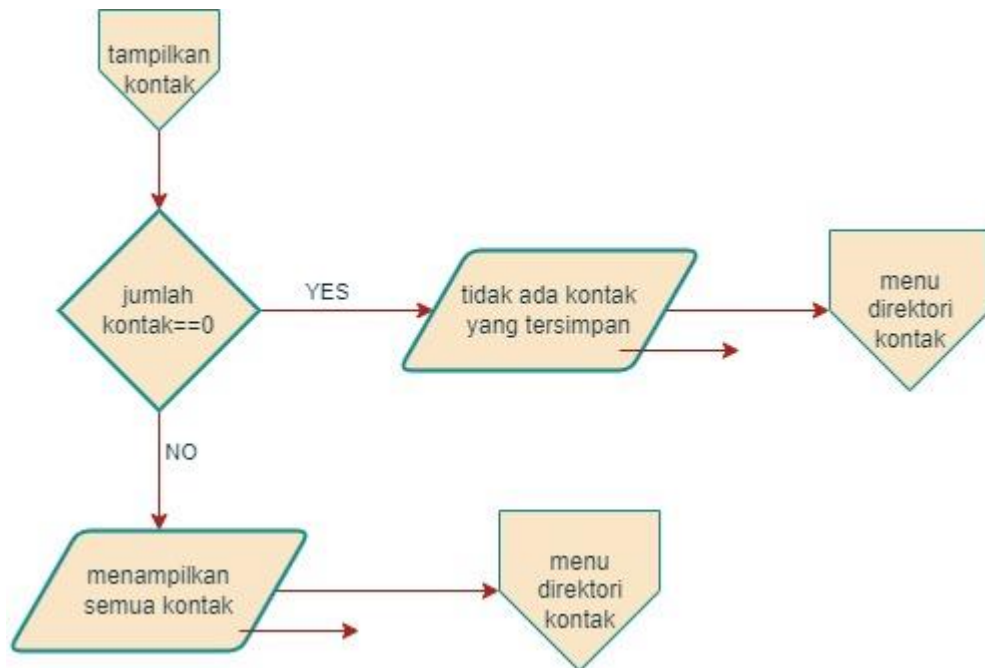 tampilkan
kontak
jumlah
kontak==0
YES
tidak ada kontak
yang tersimpan
menu
direktori
kontak
NO
menampilkan
semua kontak
menu
direktori
kontak